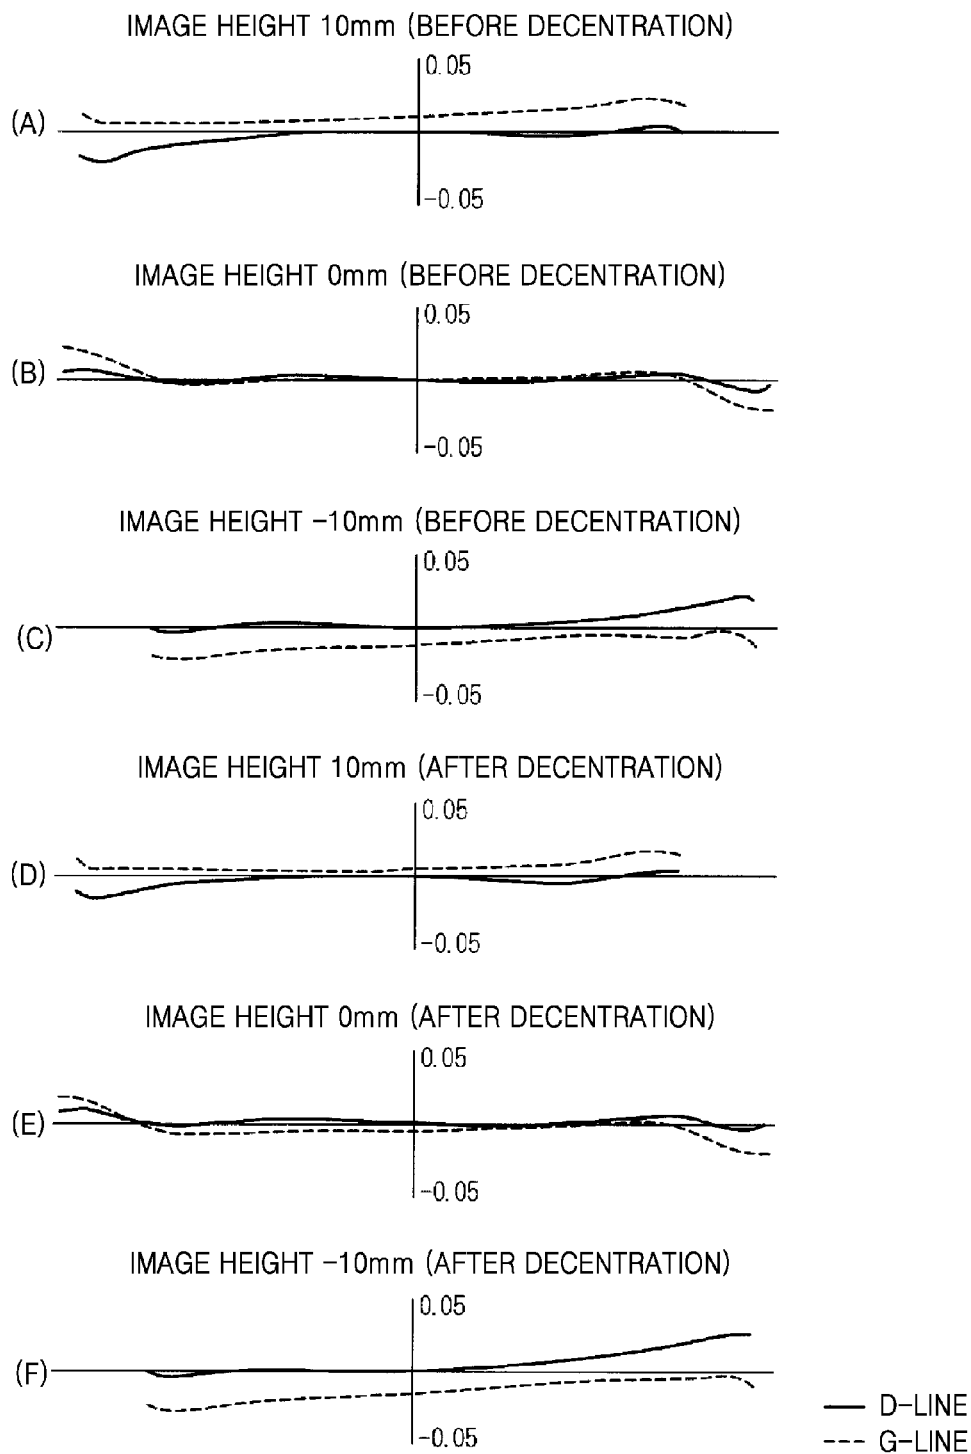 IMAGE HEIGHT 10mm (BEFORE DECENTRATION)
0.05
(A)
-0.05
IMAGE HEIGHT 0mm (BEFORE DECENTRATION)
0.05
(B)
-0.05
IMAGE HEIGHT -10mm (BEFORE DECENTRATION)
0.05
(C)
-0.05
IMAGE HEIGHT 10mm (AFTER DECENTRATION)
0.05
(D)
-0.05
IMAGE HEIGHT 0mm (AFTER DECENTRATION)
0.05
(E)
-0.05
IMAGE HEIGHT -10mm (AFTER DECENTRATION)
0.05
(F)
-0.05
D-LINE
G-LINE